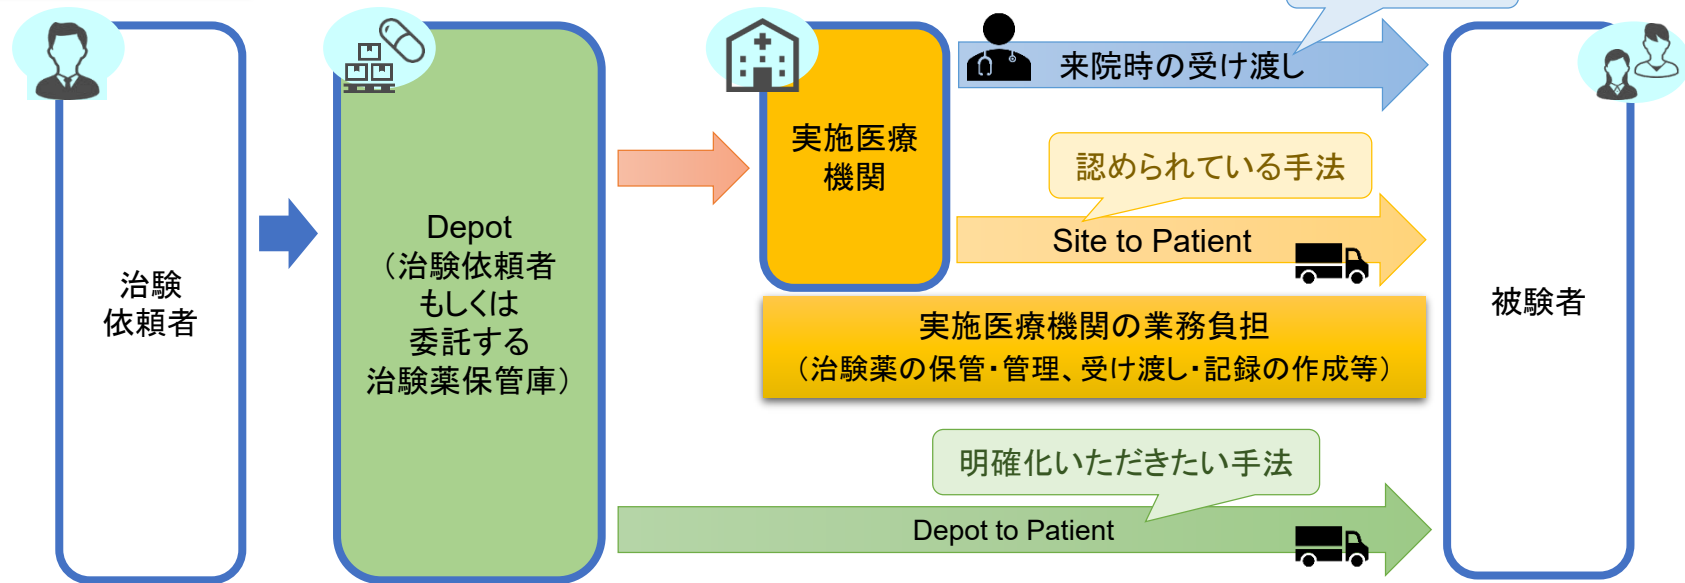 治験
依頼者
Depot
（治験依頼者
もしくは
委託する
治験薬保管庫）
実施医療
機関
来院時の受け渡し
認められている手法
Site to Patient
実施医療機関の業務負担
（治験薬の保管・管理、受け渡し・記録の作成等）
明確化いただきたい手法
Depot to Patient
被験者